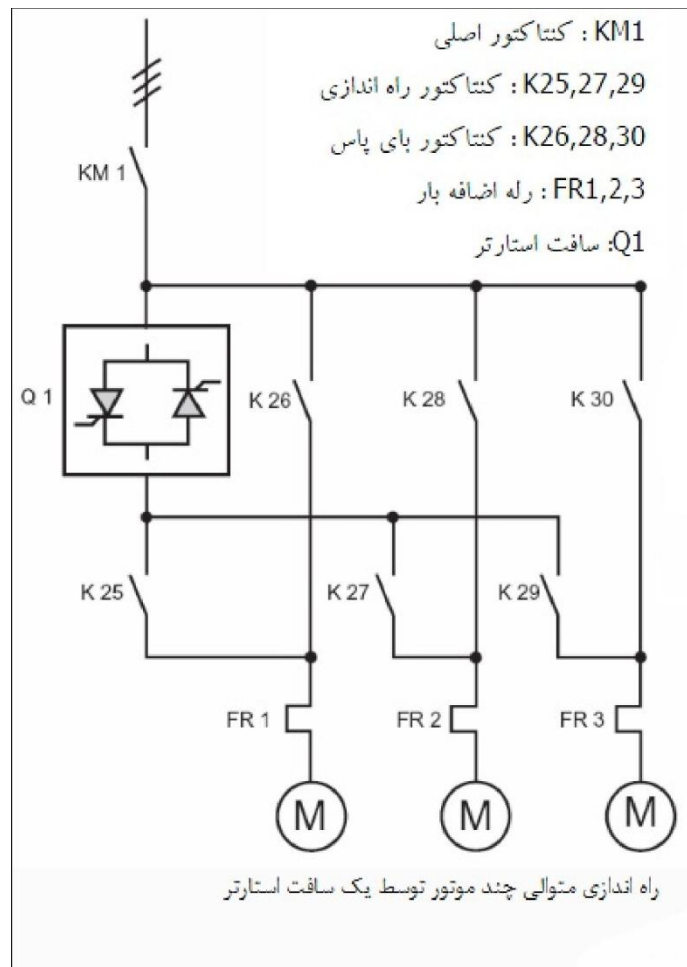 KM1 : کنتاکتور اصلی
K25,27,29 : کنتاکتور راه اندازی
K26,28,30 : کنتاکتور بای پاس
FR1,2,3 : رله اضافه بار
Q1: سافت استارتر
KM 1
Q 1
K 26
K 28
K 30
K 25
K 27
K 29
FR 1
FR 2
FR 3
M
M
M
راه اندازی متوالی چند موتور توسط یک سافت استارتر